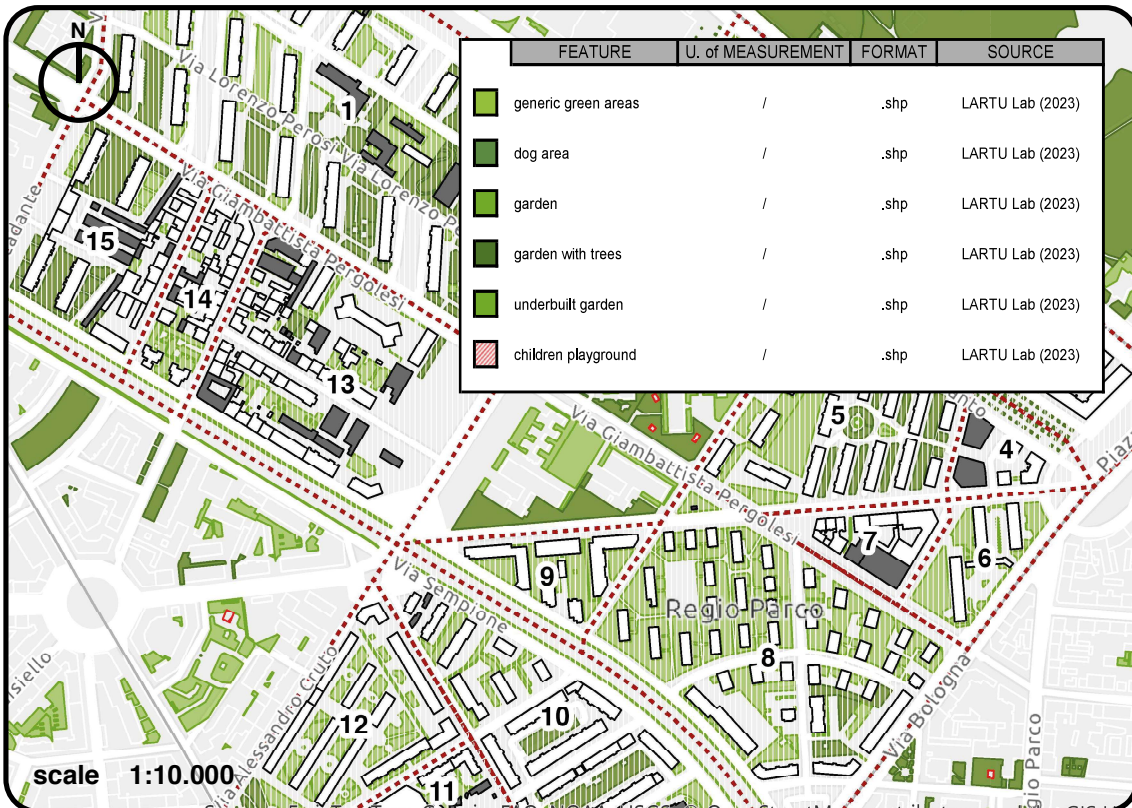 N
FEATURE U. of MEASUREMENT FORMAT SOURCE
generic green areas / .shp LARTU Lab (2023)
dog area / .shp LARTU Lab (2023)
garden / .shp LARTU Lab (2023)
garden with trees / .shp LARTU Lab (2023)
underbuilt garden / .shp LARTU Lab (2023)
children playground / .shp LARTU Lab (2023)
Via Lorenzo Perosi
Via Lorenzo
1
Via Giambattista Pergolesi
15
14
13
5
4
Via Giambattista Pergolesi
7
6
9
Via Sempione
Regio Parco
8
12
10
11
Via Bologna
Alessandro Cruto
Parco
scale 1:10.000